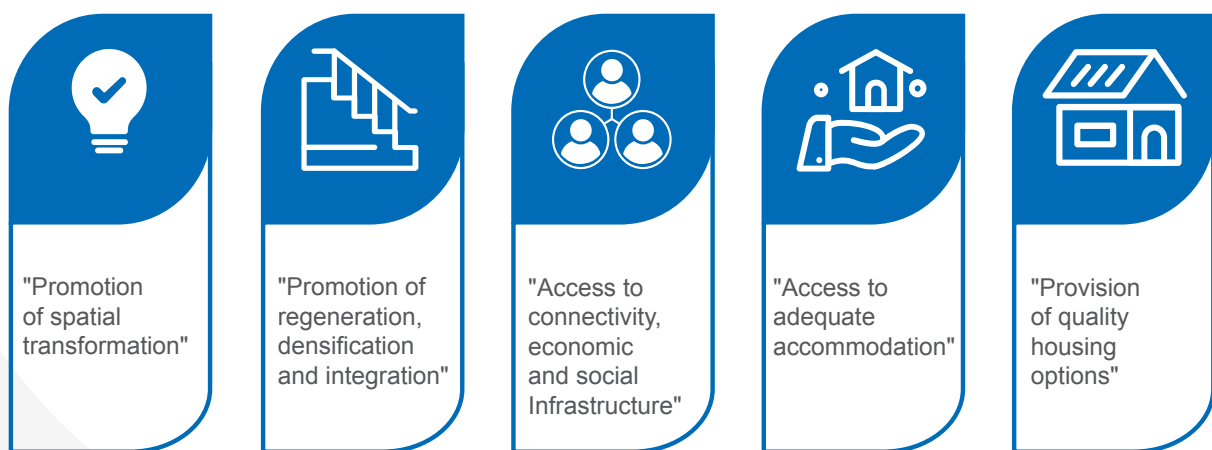 "Promotion
of spatial
transformation"
"Promotion of
regeneration,
densification
and integration"
"Access to
connectivity,
economic
and social
Infrastructure"
"Access to
adequate
accommodation"
"Provision
of quality
housing
options"